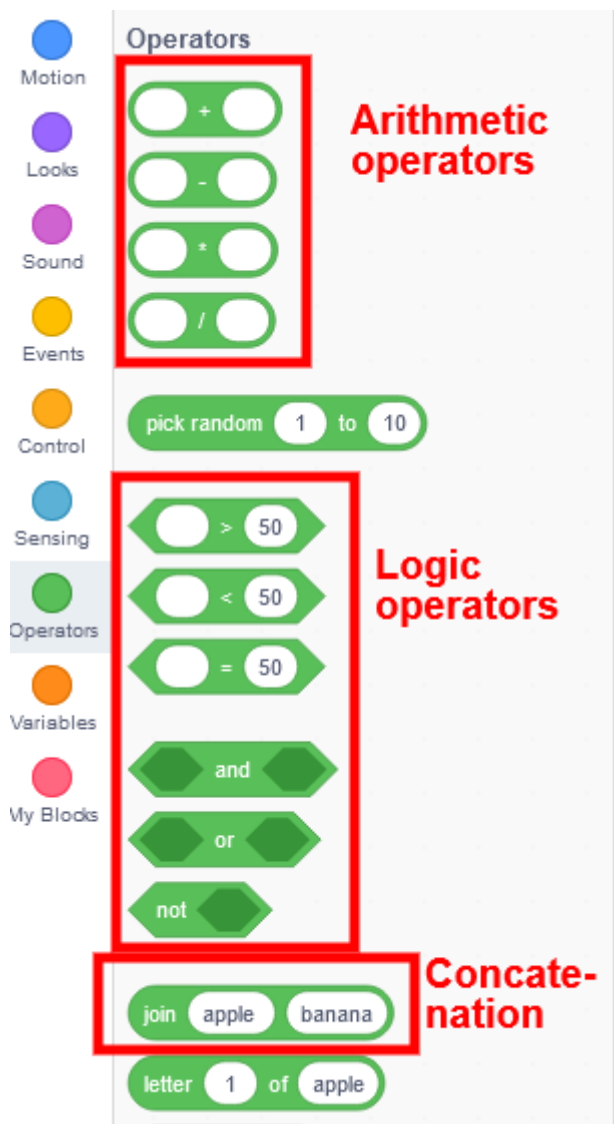 Operators
Motion
+
Arithmetic
operators
Looks
-
Sound
*
Events
/
Control
pick random 1 to 10
Sensing
> 50
Logic
operators
Operators
< 50
= 50
Variables
and
My Blocks
or
not
Concate-
nation
join apple banana
letter 1 of apple